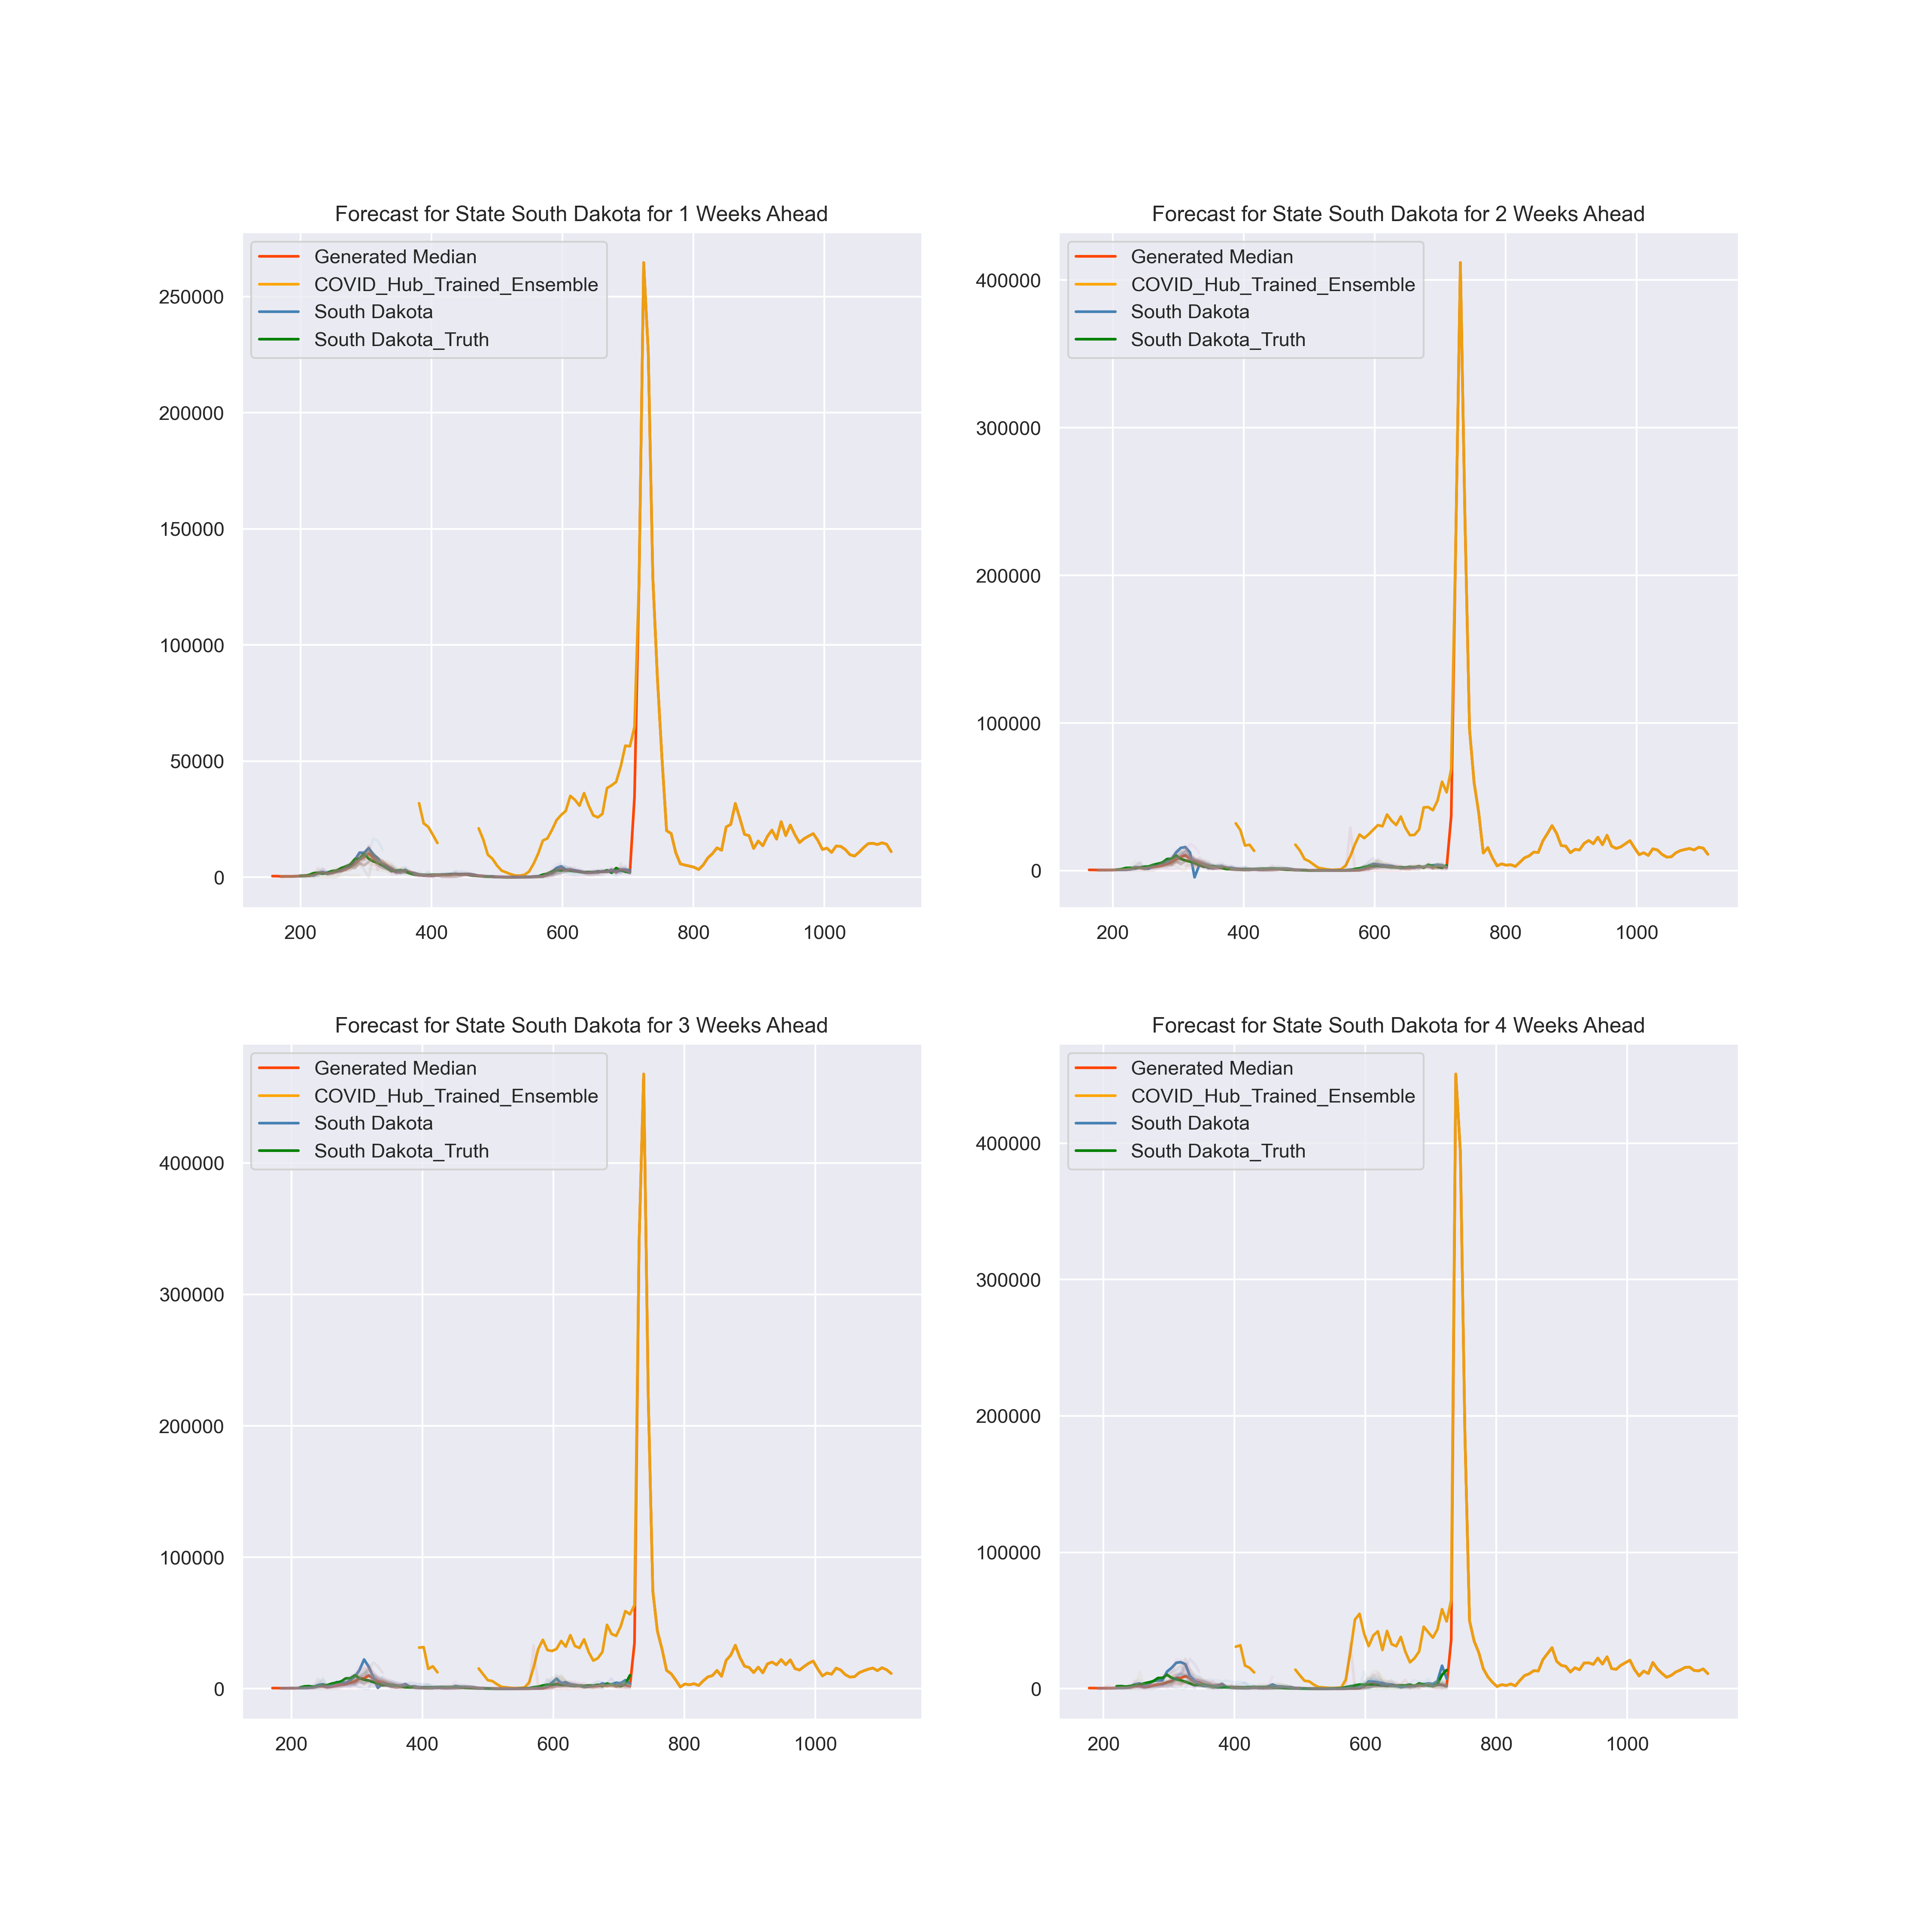 Forecast for State South Dakota for 1 Weeks Ahead
Generated Median
COVID_Hub_Trained_Ensemble
South Dakota
South Dakota_Truth
250000
200000
150000
100000
50000
0
200 400 600 800 1000
Forecast for State South Dakota for 2 Weeks Ahead
Generated Median
COVID_Hub_Trained_Ensemble
South Dakota
South Dakota_Truth
400000
300000
200000
100000
0
200 400 600 800 1000
Forecast for State South Dakota for 3 Weeks Ahead
Generated Median
COVID_Hub_Trained_Ensemble
South Dakota
South Dakota_Truth
400000
300000
200000
100000
0
200 400 600 800 1000
Forecast for State South Dakota for 4 Weeks Ahead
Generated Median
COVID_Hub_Trained_Ensemble
South Dakota
South Dakota_Truth
400000
300000
200000
100000
0
200 400 600 800 1000